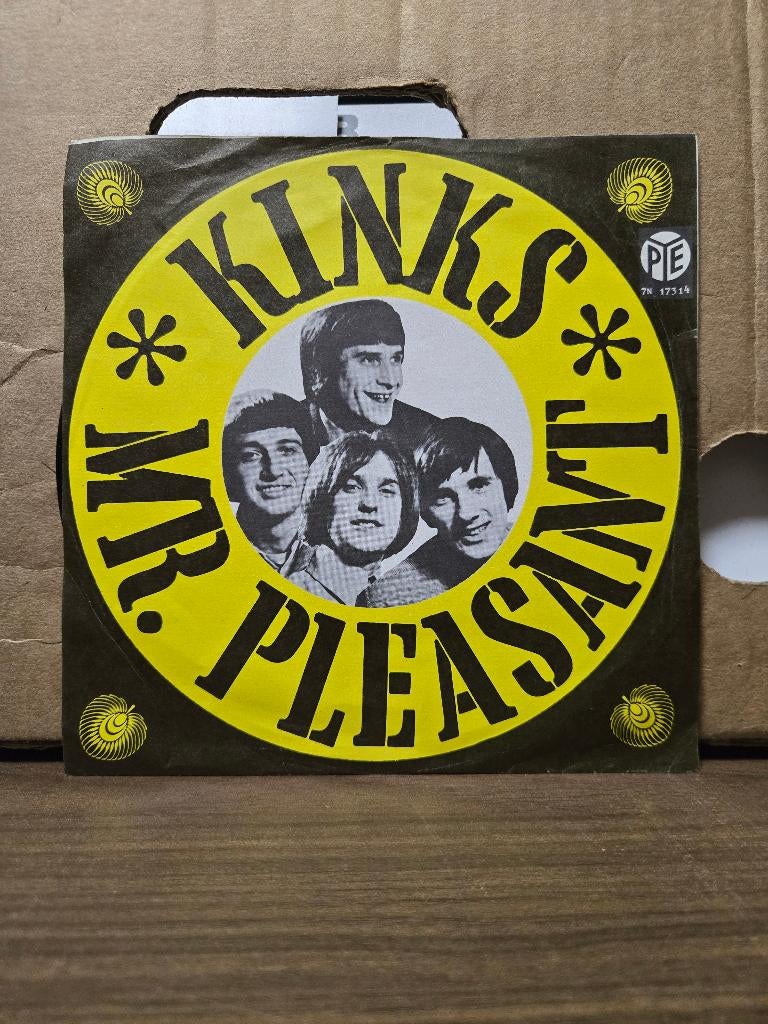 KINKS
PYE
7N 17314
MR. PLEASANT